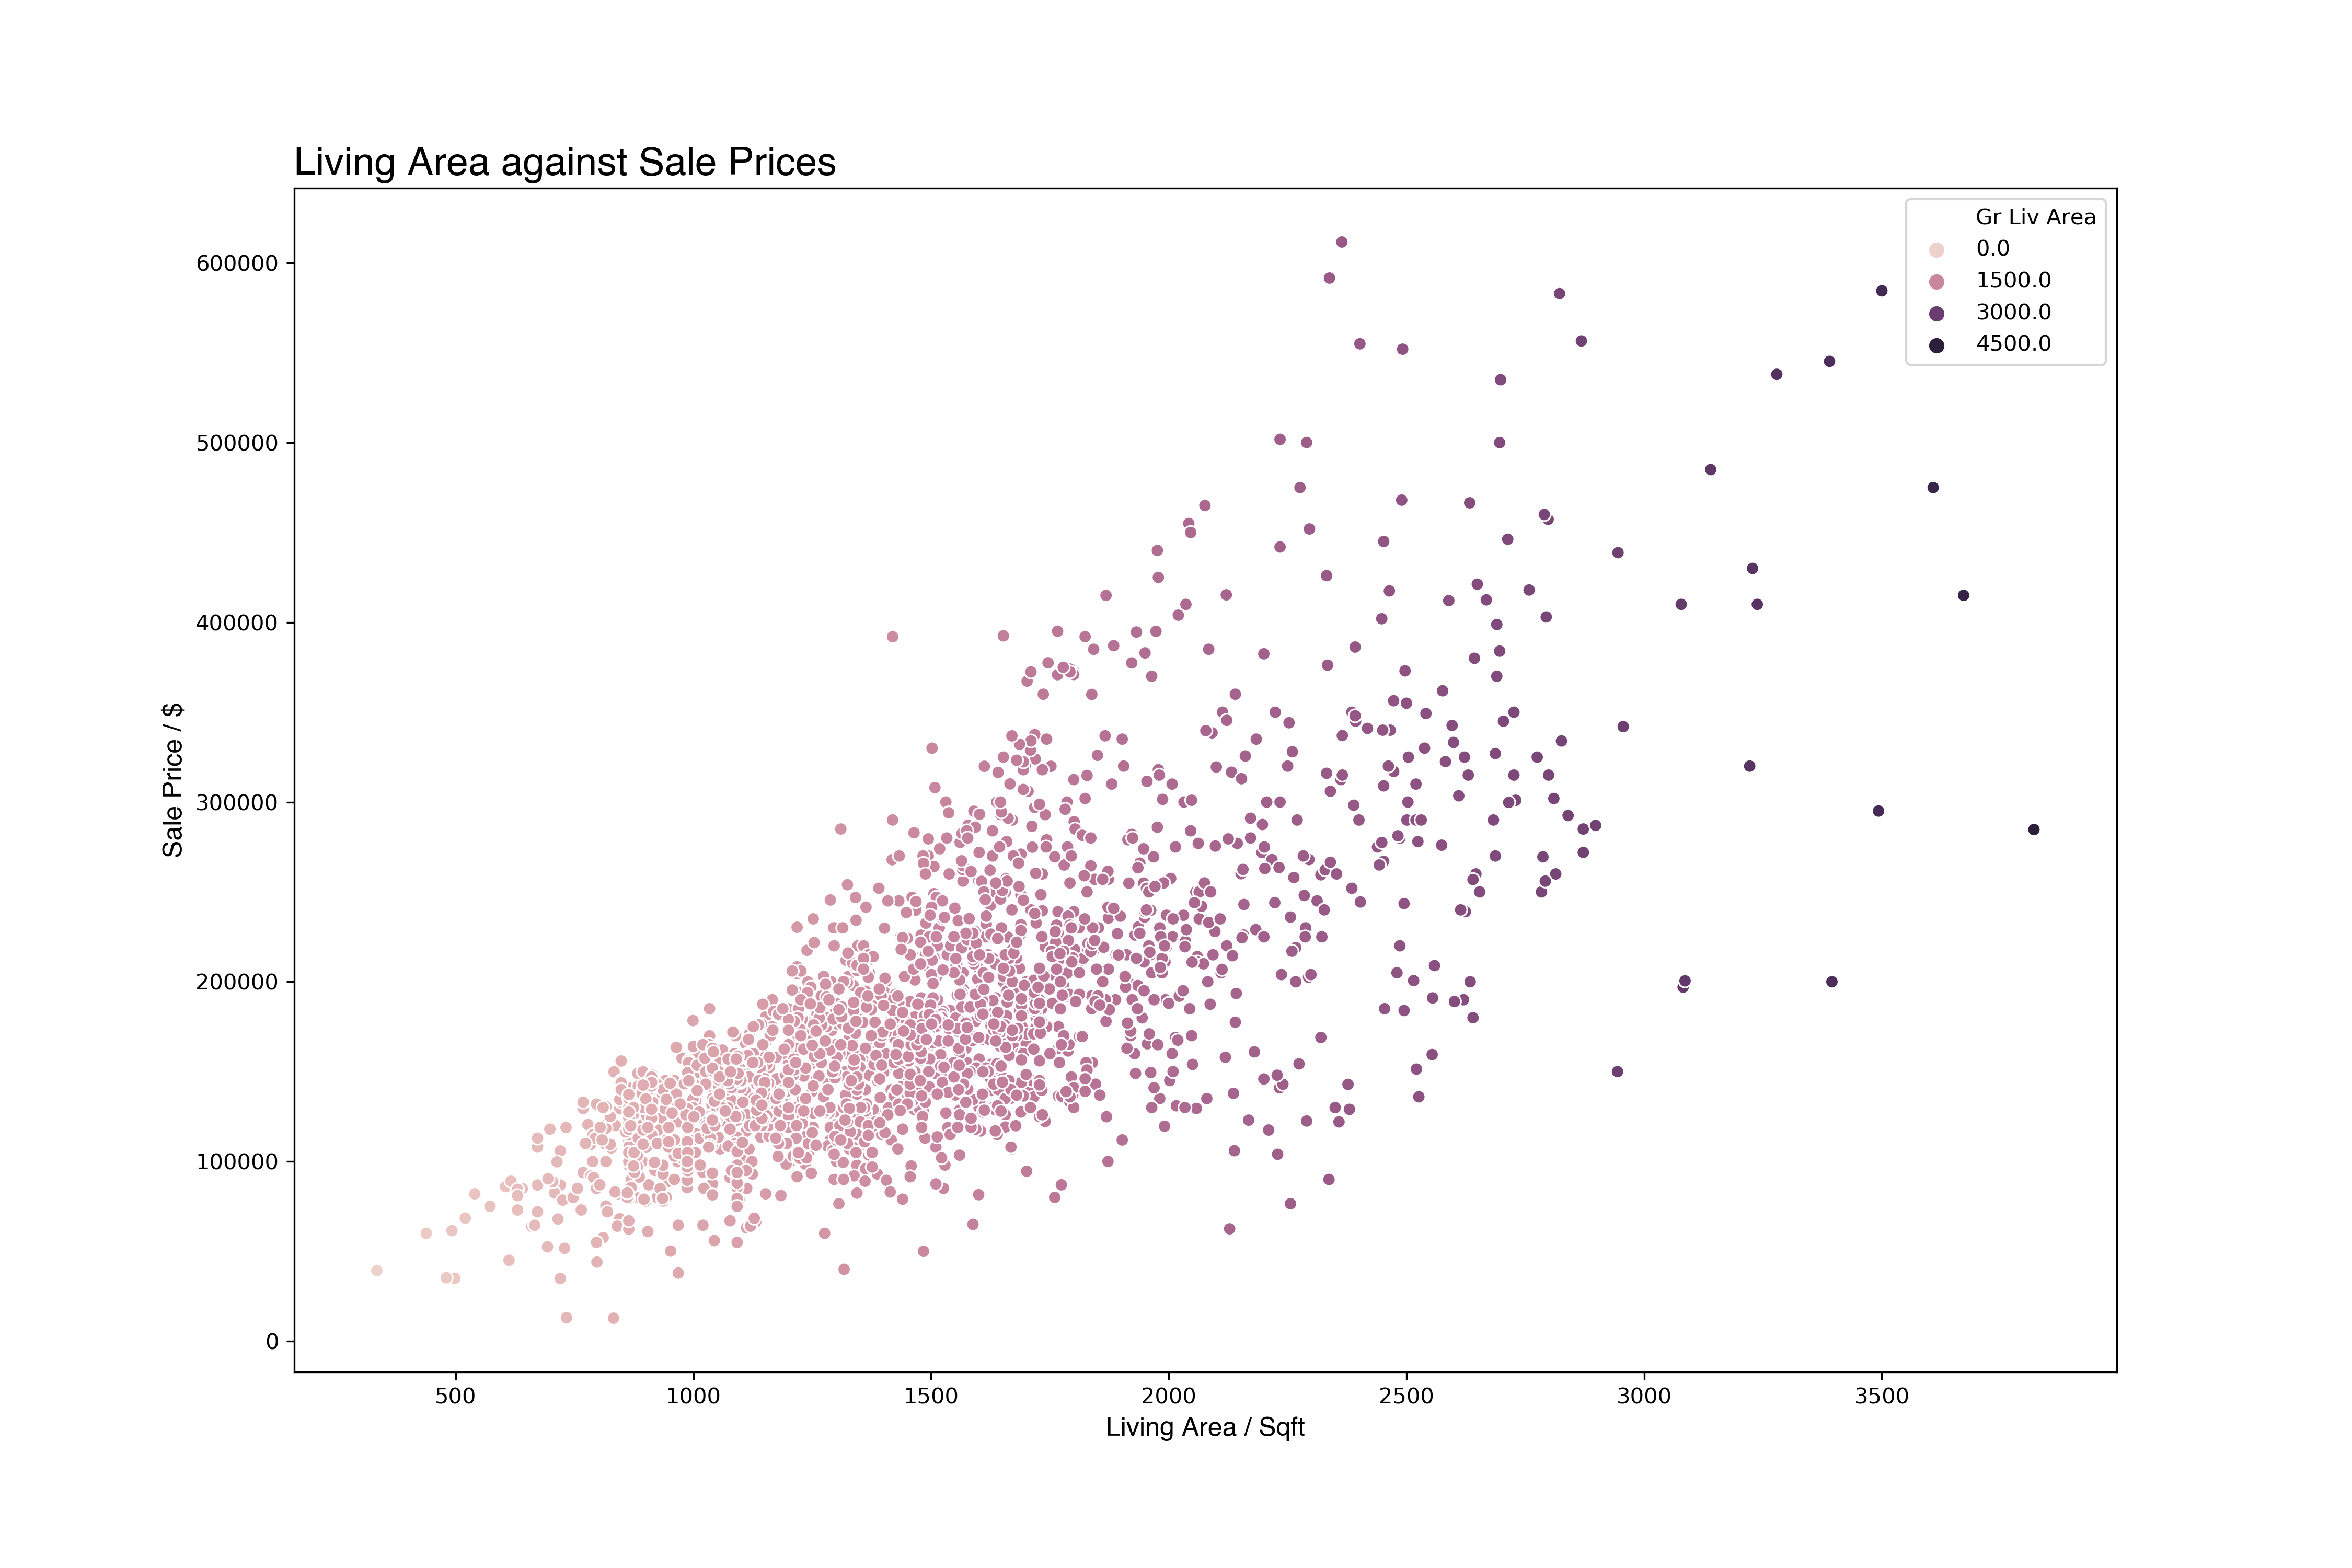 Living Area against Sale Prices
Gr Liv Area
0.0
1500.0
3000.0
4500.0
600000
500000
400000
300000
200000
100000
0
Sale Price / $
500 1000 1500 2000 2500 3000 3500
Living Area / Sqft